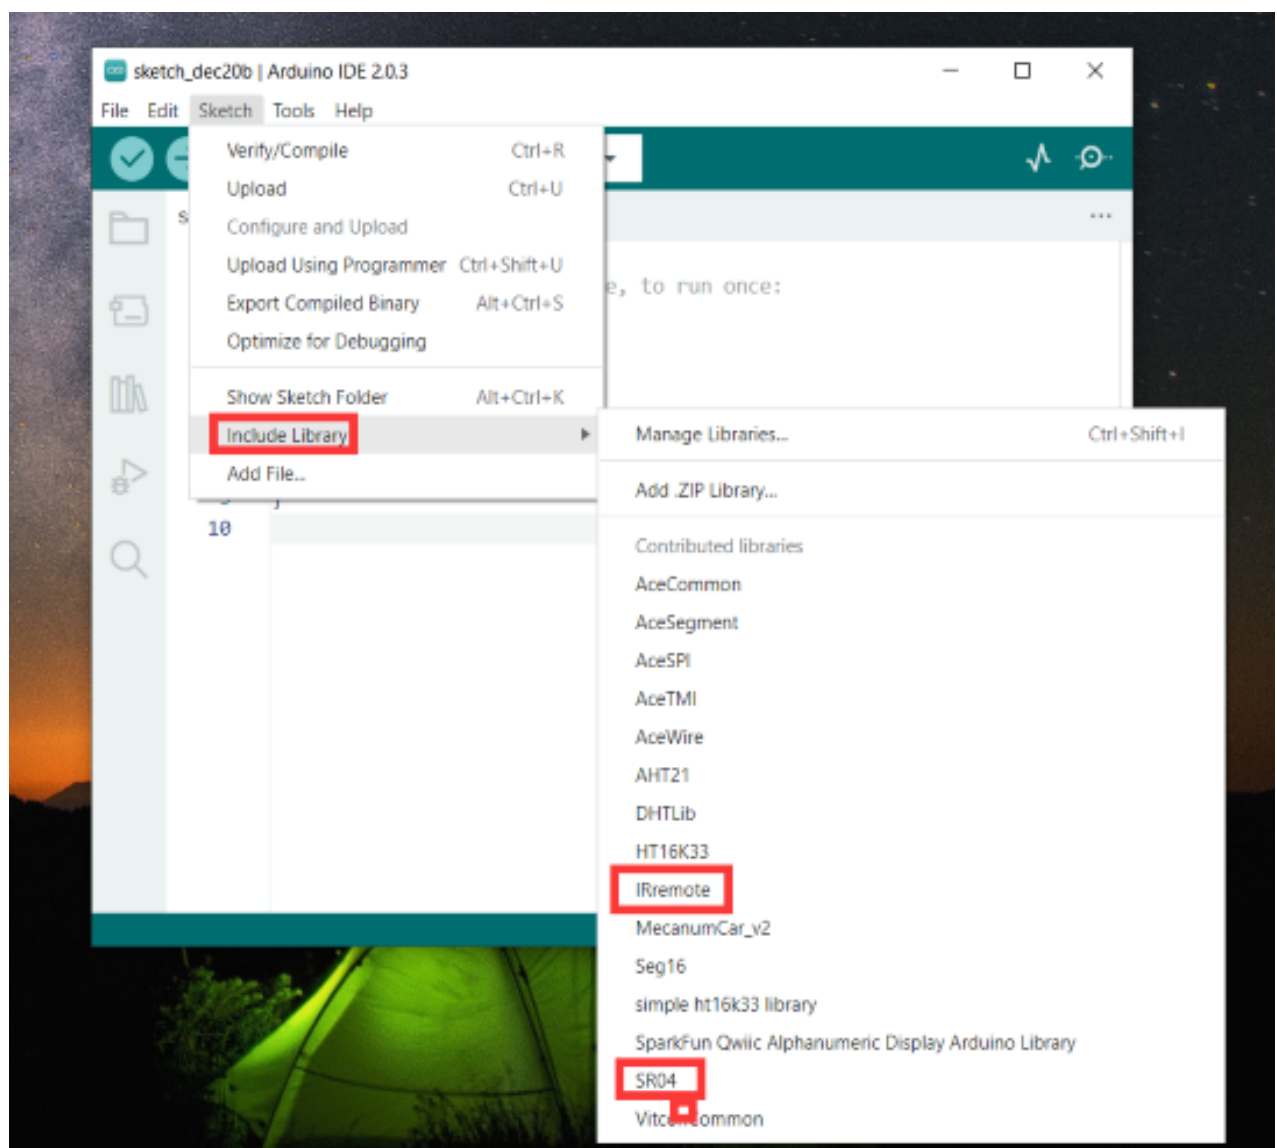 sketch_dec20b | Arduino IDE 2.0.3
File Edit Sketch Tools Help
Verify/Compile Ctrl+R
Upload Ctrl+U
Configure and Upload
Upload Using Programmer Ctrl+Shift+U
Export Compiled Binary Alt+Ctrl+S
e, to run once:
Optimize for Debugging
Show Sketch Folder Alt+Ctrl+K
Include Library
Add File...
10
Manage Libraries... Ctrl+Shift+I
Add .ZIP Library...
Contributed libraries
AceCommon
AceSegment
AceSPI
AceTMI
AceWire
AHT21
DHTLib
HT16K33
IRremote
MecanumCar_v2
Seg16
simple ht16k33 library
SparkFun Qwiic Alphanumeric Display Arduino Library
SR04